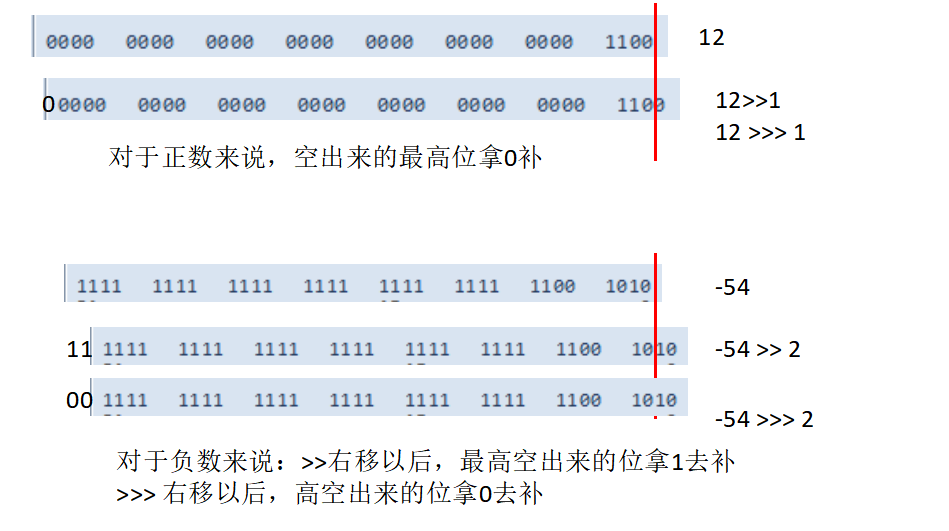 0000 0000 0000 0000 0000 0000 0000 1100 12
00000 0000 0000 0000 0000 0000 0000 1100 12>>1
12 >>> 1
对于正数来说，空出来的最高位拿0补
1111 1111 1111 1111 1111 1111 1100 1010 -54
11 1111 1111 1111 1111 1111 1111 1100 1010 -54 >> 2
00 1111 1111 1111 1111 1111 1111 1100 1010 -54 >>> 2
对于负数来说：>>右移以后，最高空出来的位拿1去补
>>> 右移以后，高空出来的位拿0去补